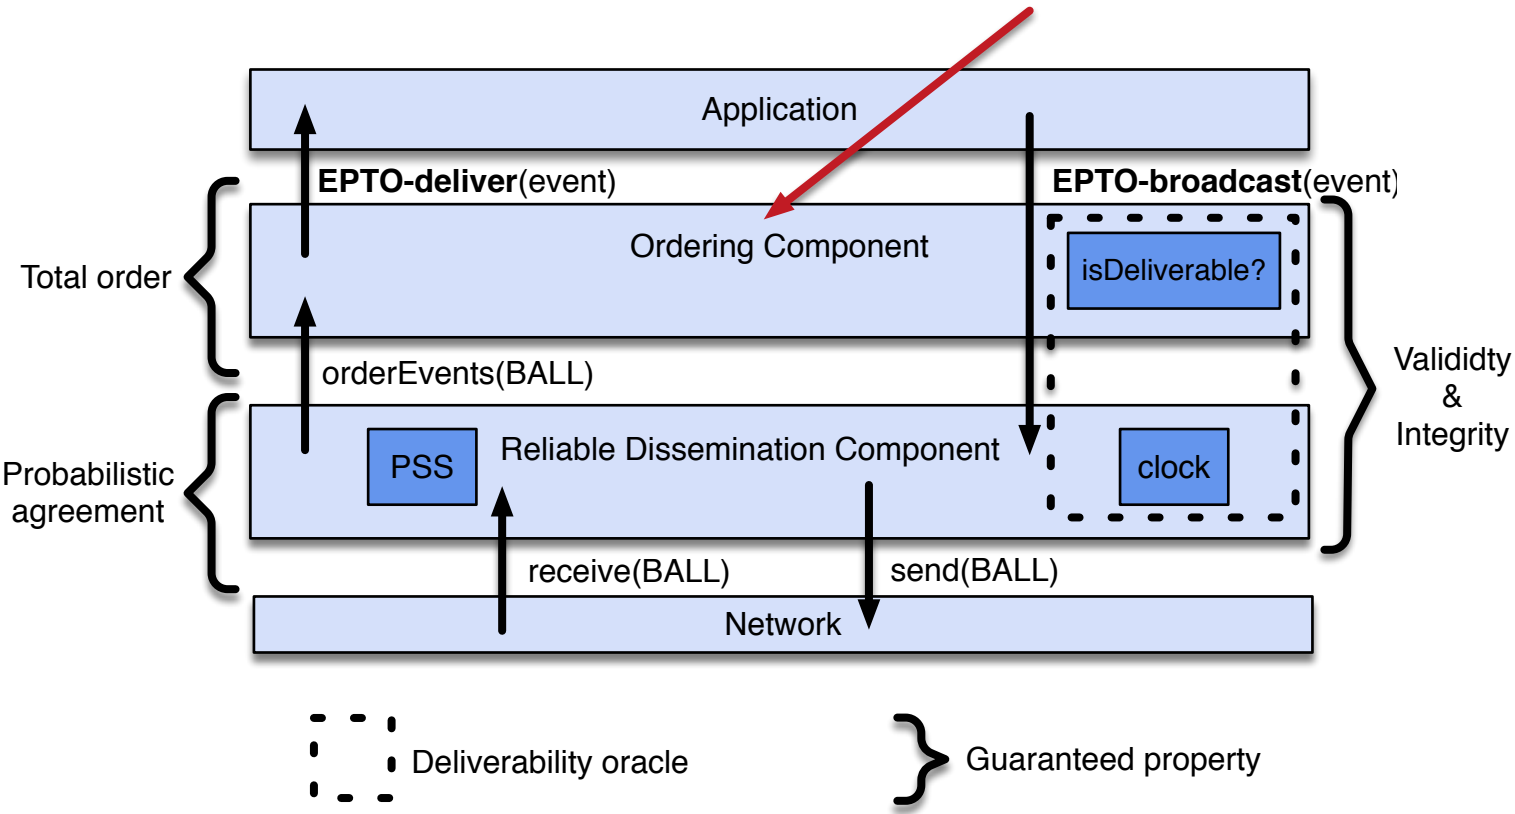 Application
EPTO-deliver(event)
EPTO-broadcast(event)
Ordering Component
isDeliverable?
Total order
orderEvents(BALL)
Valididty
&
Integrity
PSS
Reliable Dissemination Component
clock
Probabilistic
agreement
receive(BALL)
send(BALL)
Network
Deliverability oracle
Guaranteed property